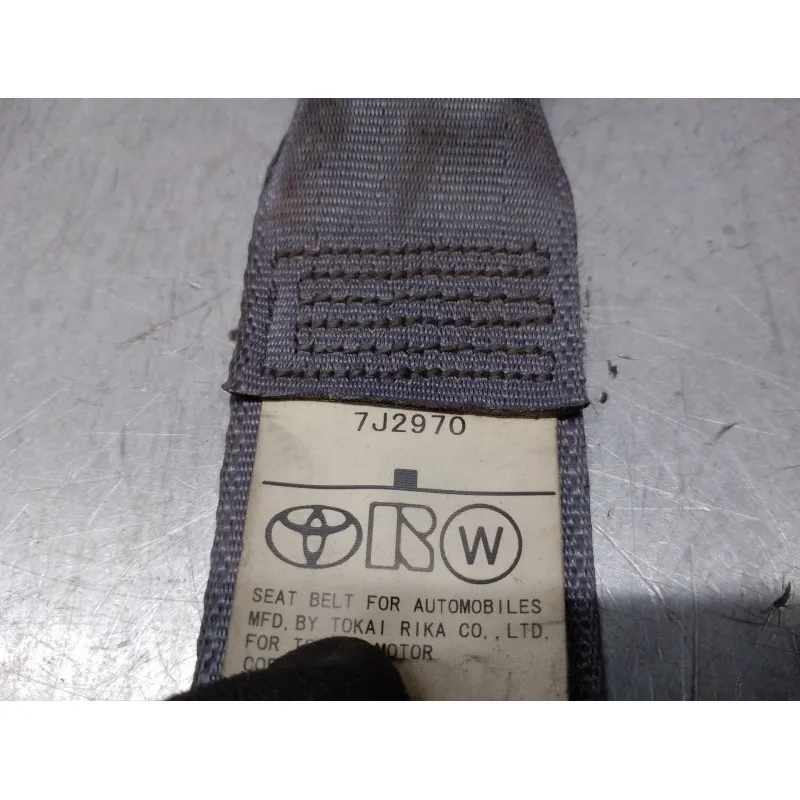 7J2970
R W
SEAT BELT FOR AUTOMOBILES
MFD. BY TOKAI RIKA CO., LTD.
FOR MOTOR